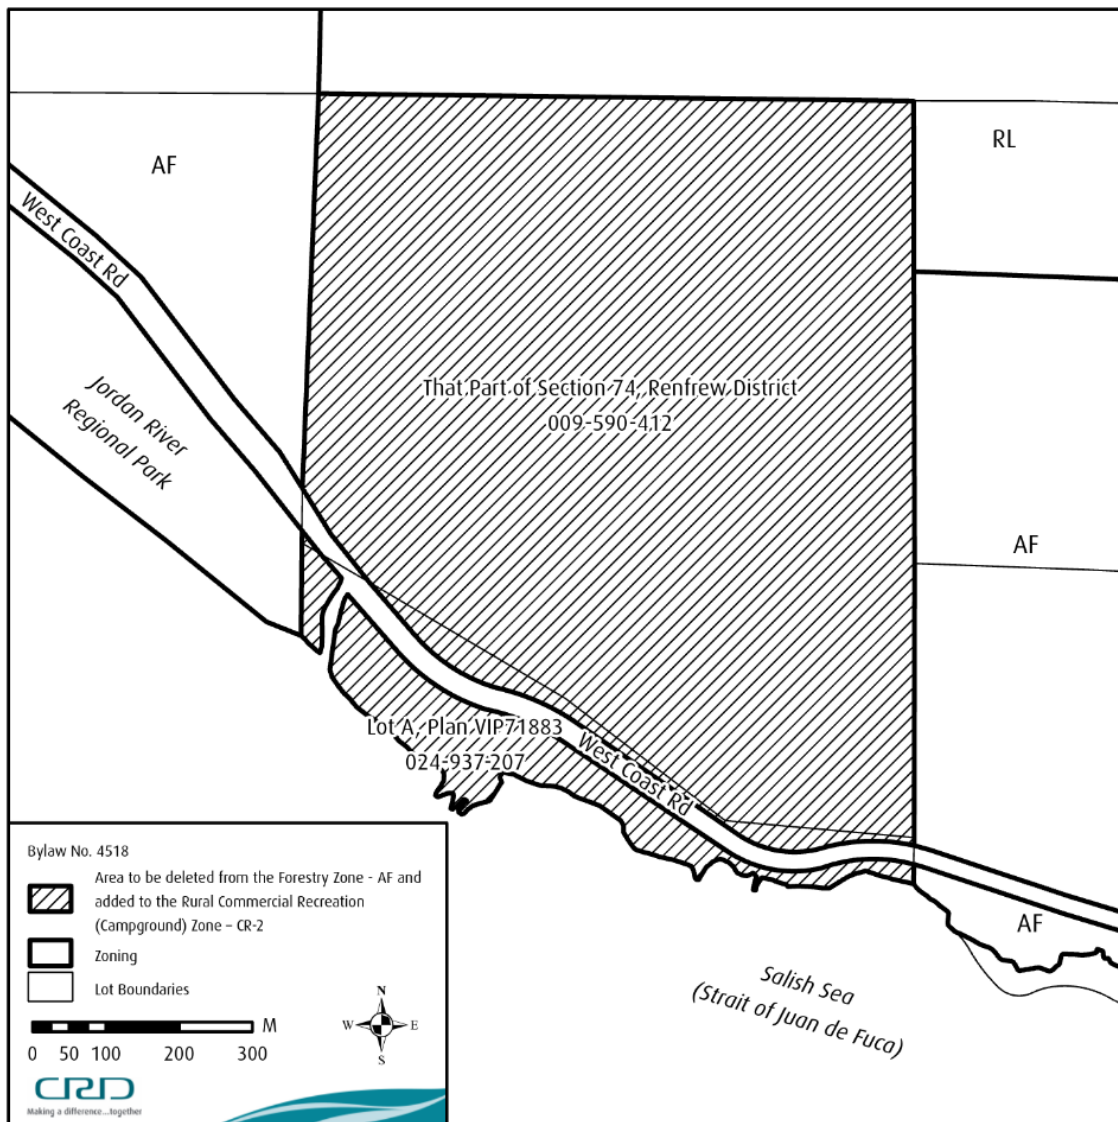 AF
RL
West Coast Rd
Jordan River
Regional Park
That Part of Section 74, Renfrew District
009-590-412
AF
Lot A, Plan VIP71883
024-937-207
West Coast Rd
AF
Salish Sea
(Strait of Juan de Fuca)
Bylaw No. 4518
Area to be deleted from the Forestry Zone - AF and
added to the Rural Commercial Recreation
(Campground) Zone – CR-2
Zoning
Lot Boundaries
M
0 50 100 200 300
N
W E
S
CRD
Making a difference...together